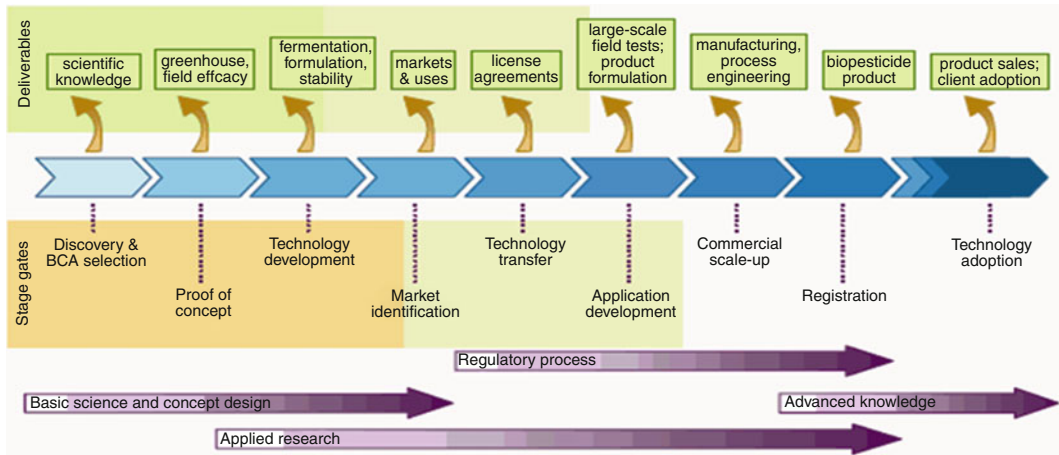 Deliverables
scientific
knowledge
greenhouse,
field effcacy
fermentation,
formulation,
stability
markets
& uses
license
agreements
large-scale
field tests;
product
formulation
manufacturing,
process
engineering
biopesticide
product
product sales;
client adoption
Stage gates
Discovery &
BCA selection
Proof of
concept
Technology
development
Market
identification
Technology
transfer
Application
development
Commercial
scale-up
Registration
Technology
adoption
Regulatory process
Basic science and concept design
Advanced knowledge
Applied research